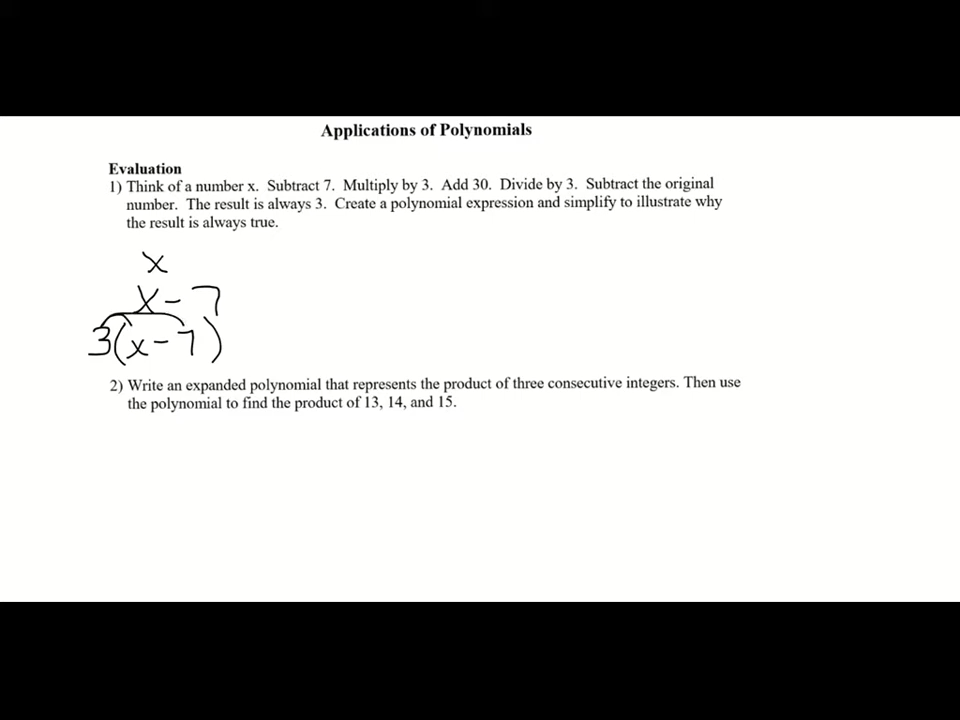 Applications of Polynomials
Evaluation
1) Think of a number x. Subtract 7. Multiply by 3. Add 30. Divide by 3. Subtract the original
number. The result is always 3. Create a polynomial expression and simplify to illustrate why
the result is always true.
x
x - 7
3(x - 7)
2) Write an expanded polynomial that represents the product of three consecutive integers. Then use
the polynomial to find the product of 13, 14, and 15.